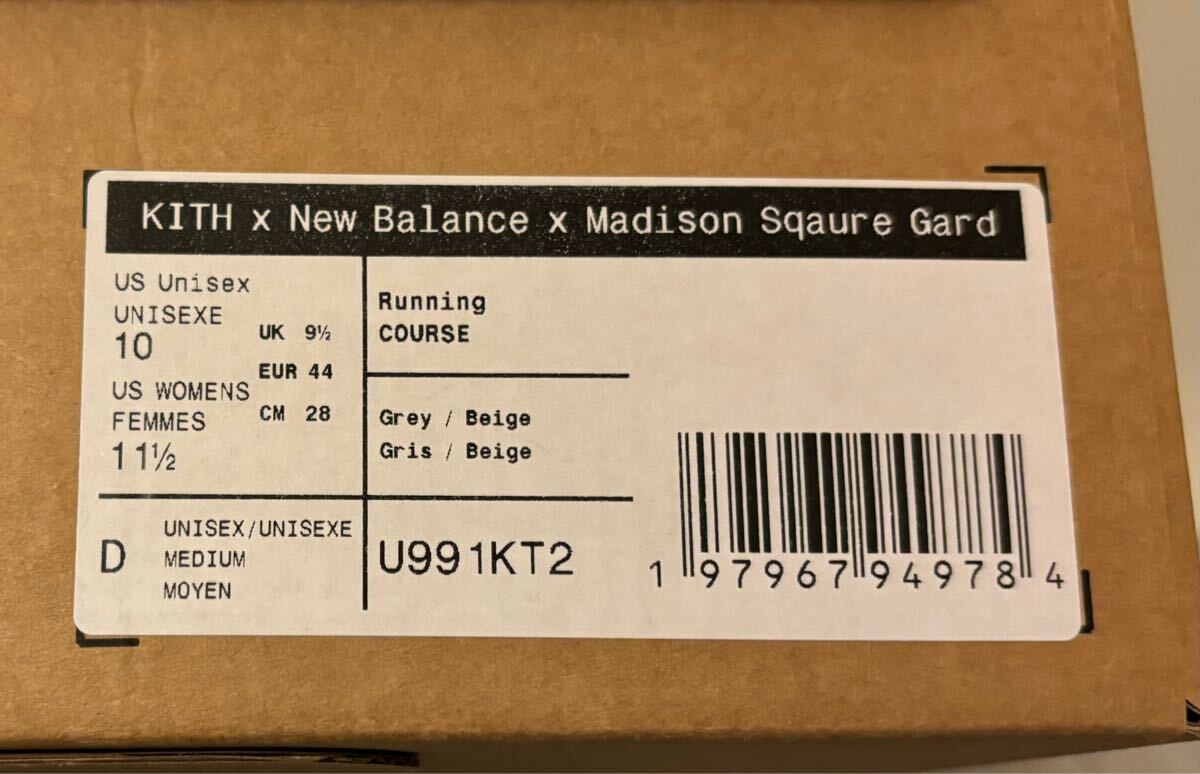 KITH x New Balance x Madison Sqaure Gard
US Unisex
UNISEXE
10
US WOMENS
FEMMES
11½
UK 9½
EUR 44
CM 28
Running
COURSE
Grey / Beige
Gris / Beige
D
UNISEX/UNISEXE
MEDIUM
MOYEN
U991KT2
1 97967 94978 4